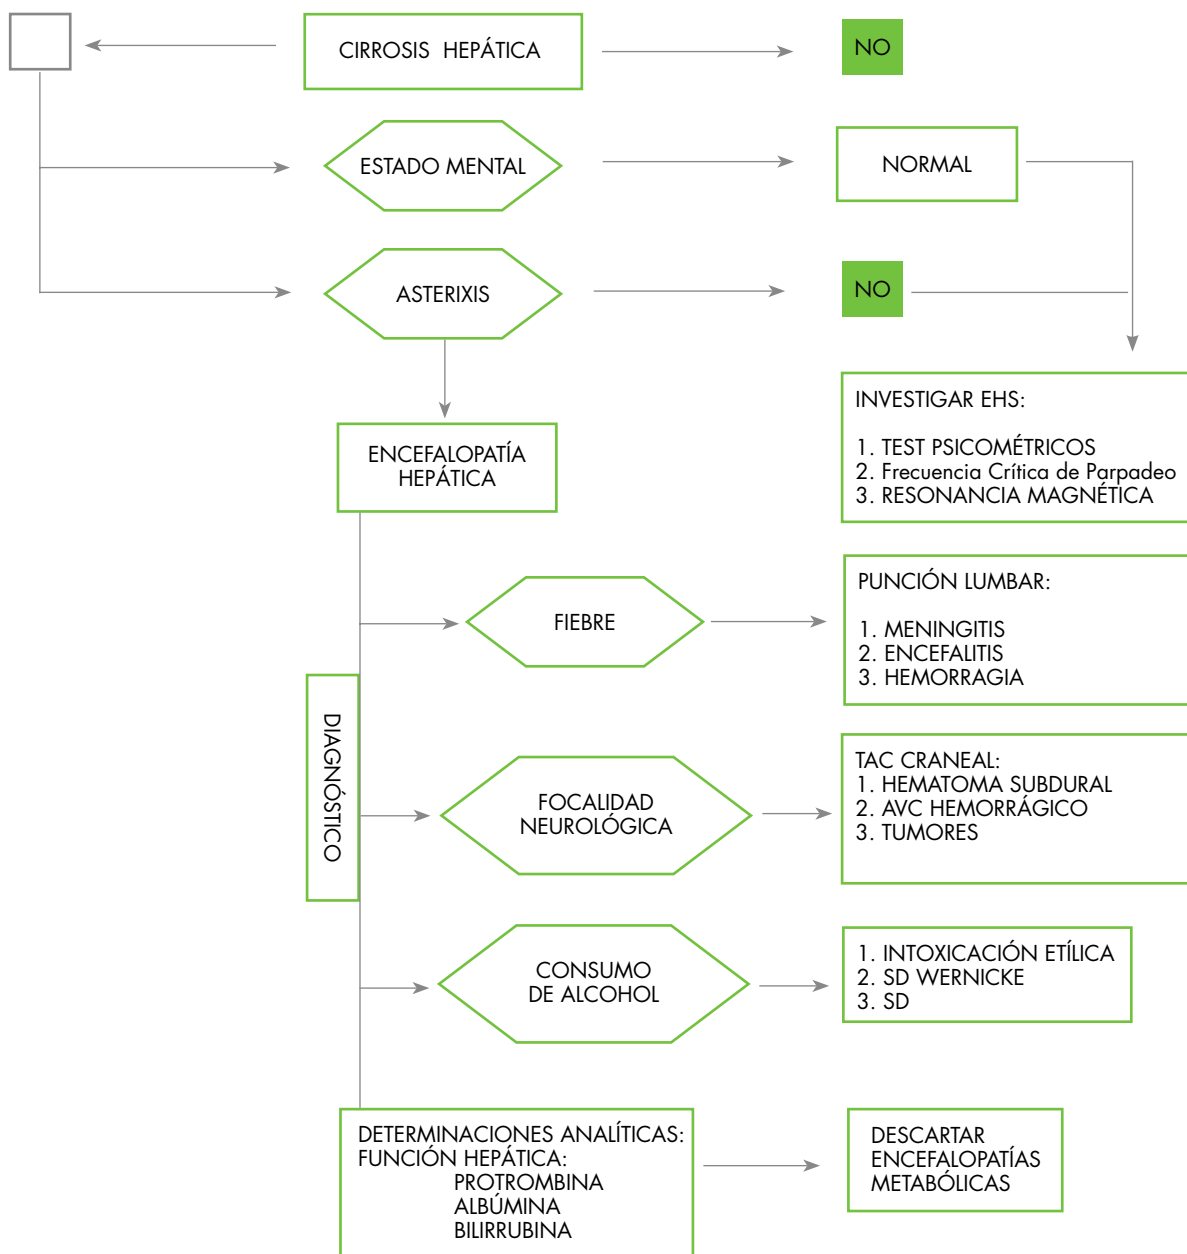 CIRROSIS HEPÁTICA
NO
ESTADO MENTAL
NORMAL
ASTERIXIS
NO
INVESTIGAR EHS:
1. TEST PSICOMÉTRICOS
2. Frecuencia Crítica de Parpadeo
3. RESONANCIA MAGNÉTICA
ENCEFALOPATÍA
HEPÁTICA
FIEBRE
PUNCIÓN LUMBAR:
1. MENINGITIS
2. ENCEFALITIS
3. HEMORRAGIA
DIAGNÓSTICO
FOCALIDAD
NEUROLÓGICA
TAC CRANEAL:
1. HEMATOMA SUBDURAL
2. AVC HEMORRÁGICO
3. TUMORES
CONSUMO
DE ALCOHOL
1. INTOXICACIÓN ETÍLICA
2. SD WERNICKE
3. SD
DETERMINACIONES ANALÍTICAS:
FUNCIÓN HEPÁTICA:
PROTROMBINA
ALBÚMINA
BILIRRUBINA
DESCARTAR
ENCEFALOPATÍAS
METABÓLICAS